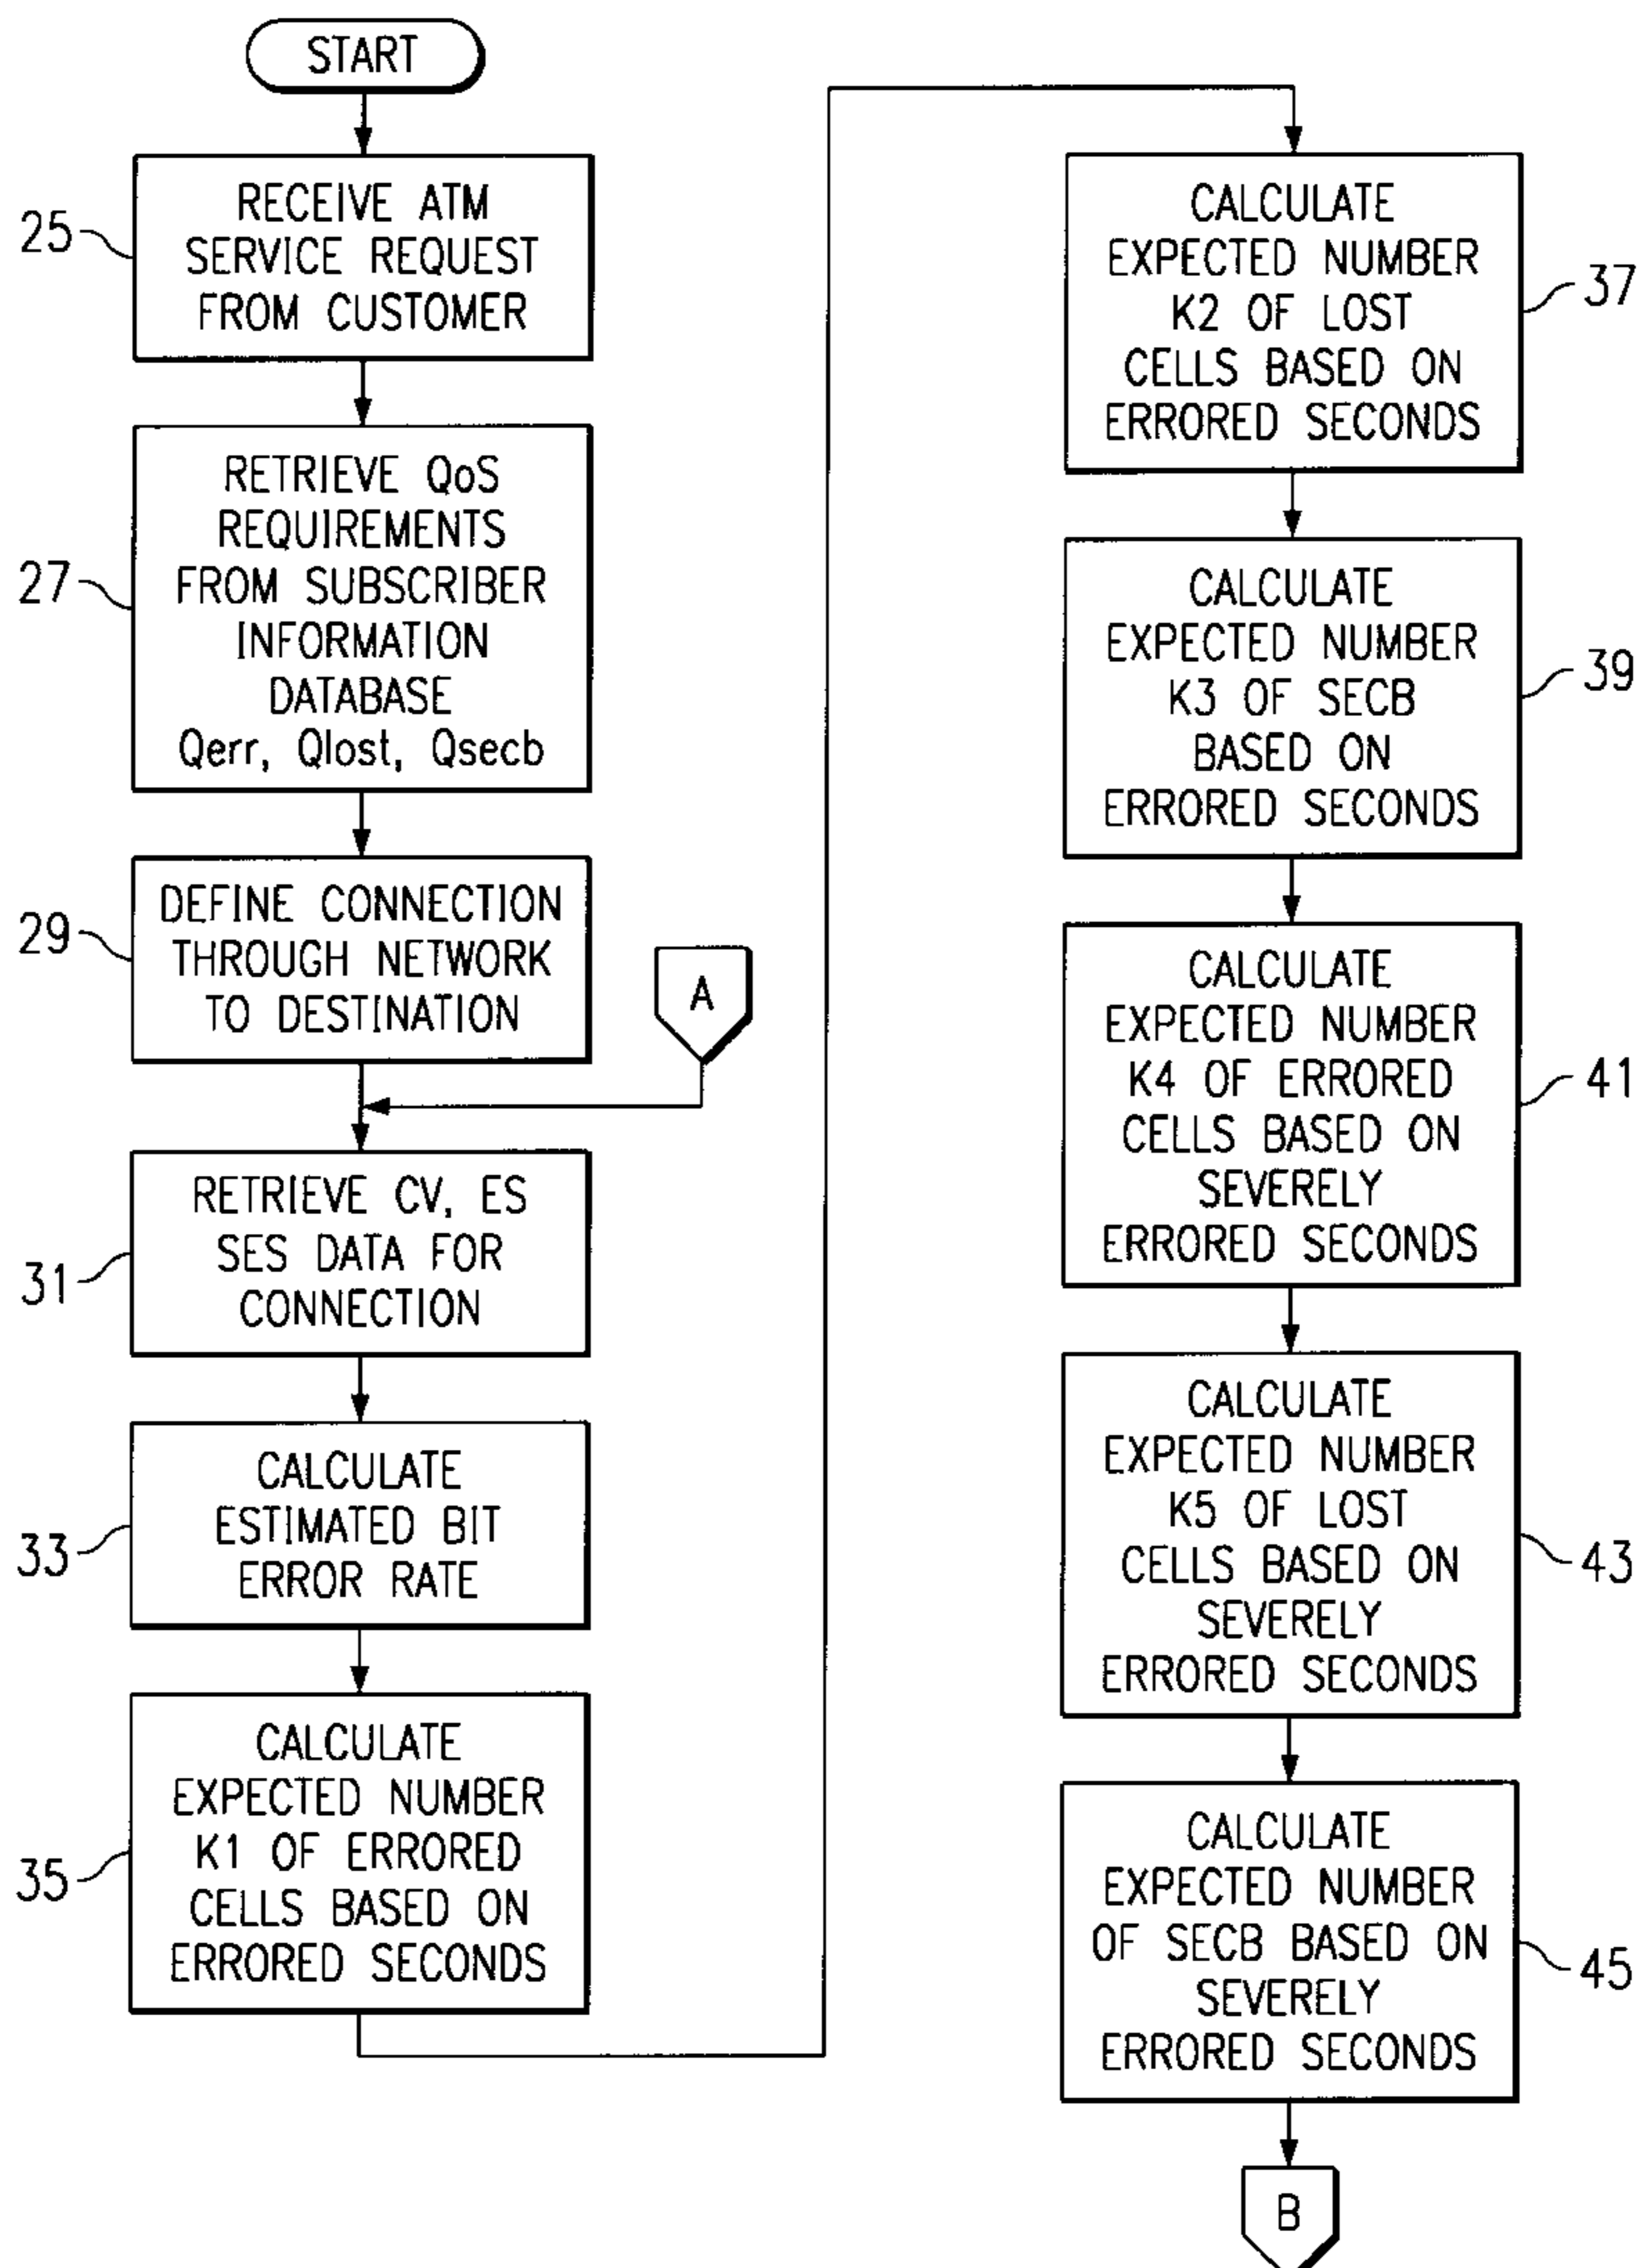 START
25
RECEIVE ATM
SERVICE REQUEST
FROM CUSTOMER
27
RETRIEVE QoS
REQUIREMENTS
FROM SUBSCRIBER
INFORMATION
DATABASE
Qerr, Qlost, Qsecb
29
DEFINE CONNECTION
THROUGH NETWORK
TO DESTINATION
A
31
RETRIEVE CV, ES
SES DATA FOR
CONNECTION
33
CALCULATE
ESTIMATED BIT
ERROR RATE
35
CALCULATE
EXPECTED NUMBER
K1 OF ERRORED
CELLS BASED ON
ERRORED SECONDS
CALCULATE
EXPECTED NUMBER
K2 OF LOST
CELLS BASED ON
ERRORED SECONDS
37
CALCULATE
EXPECTED NUMBER
K3 OF SECB
BASED ON
ERRORED SECONDS
39
CALCULATE
EXPECTED NUMBER
K4 OF ERRORED
CELLS BASED ON
SEVERELY
ERRORED SECONDS
41
CALCULATE
EXPECTED NUMBER
K5 OF LOST
CELLS BASED ON
SEVERELY
ERRORED SECONDS
43
CALCULATE
EXPECTED NUMBER
OF SECB BASED ON
SEVERELY
ERRORED SECONDS
45
B